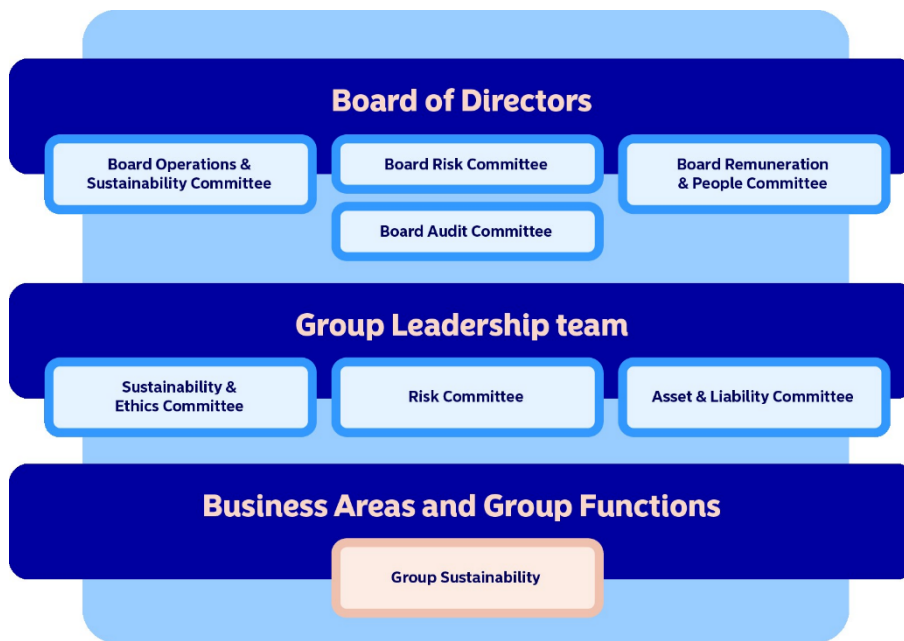 Board of Directors
Board Operations &
Sustainability Committee
Board Risk Committee
Board Remuneration
& People Committee
Board Audit Committee
Group Leadership team
Sustainability &
Ethics Committee
Risk Committee
Asset & Liability Committee
Business Areas and Group Functions
Group Sustainability